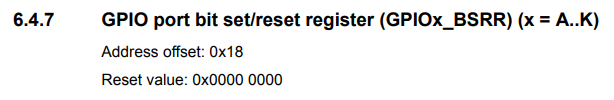 6.4.7 GPIO port bit set/reset register (GPIOx_BSRR) (x = A..K)
Address offset: 0x18
Reset value: 0x0000 0000